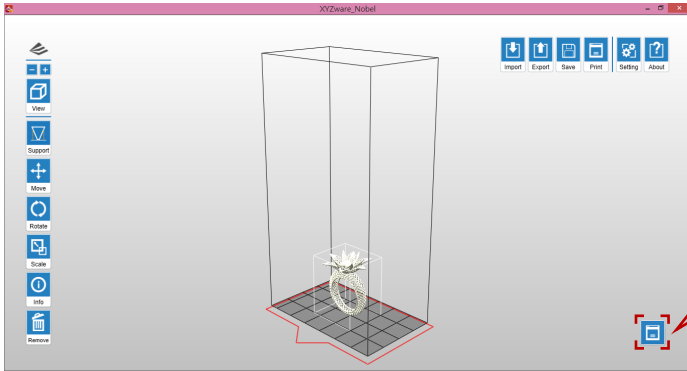 XYZware_Nobel
Import Export Save Print Setting About
View
Support
Move
Rotate
Scale
Info
Remove